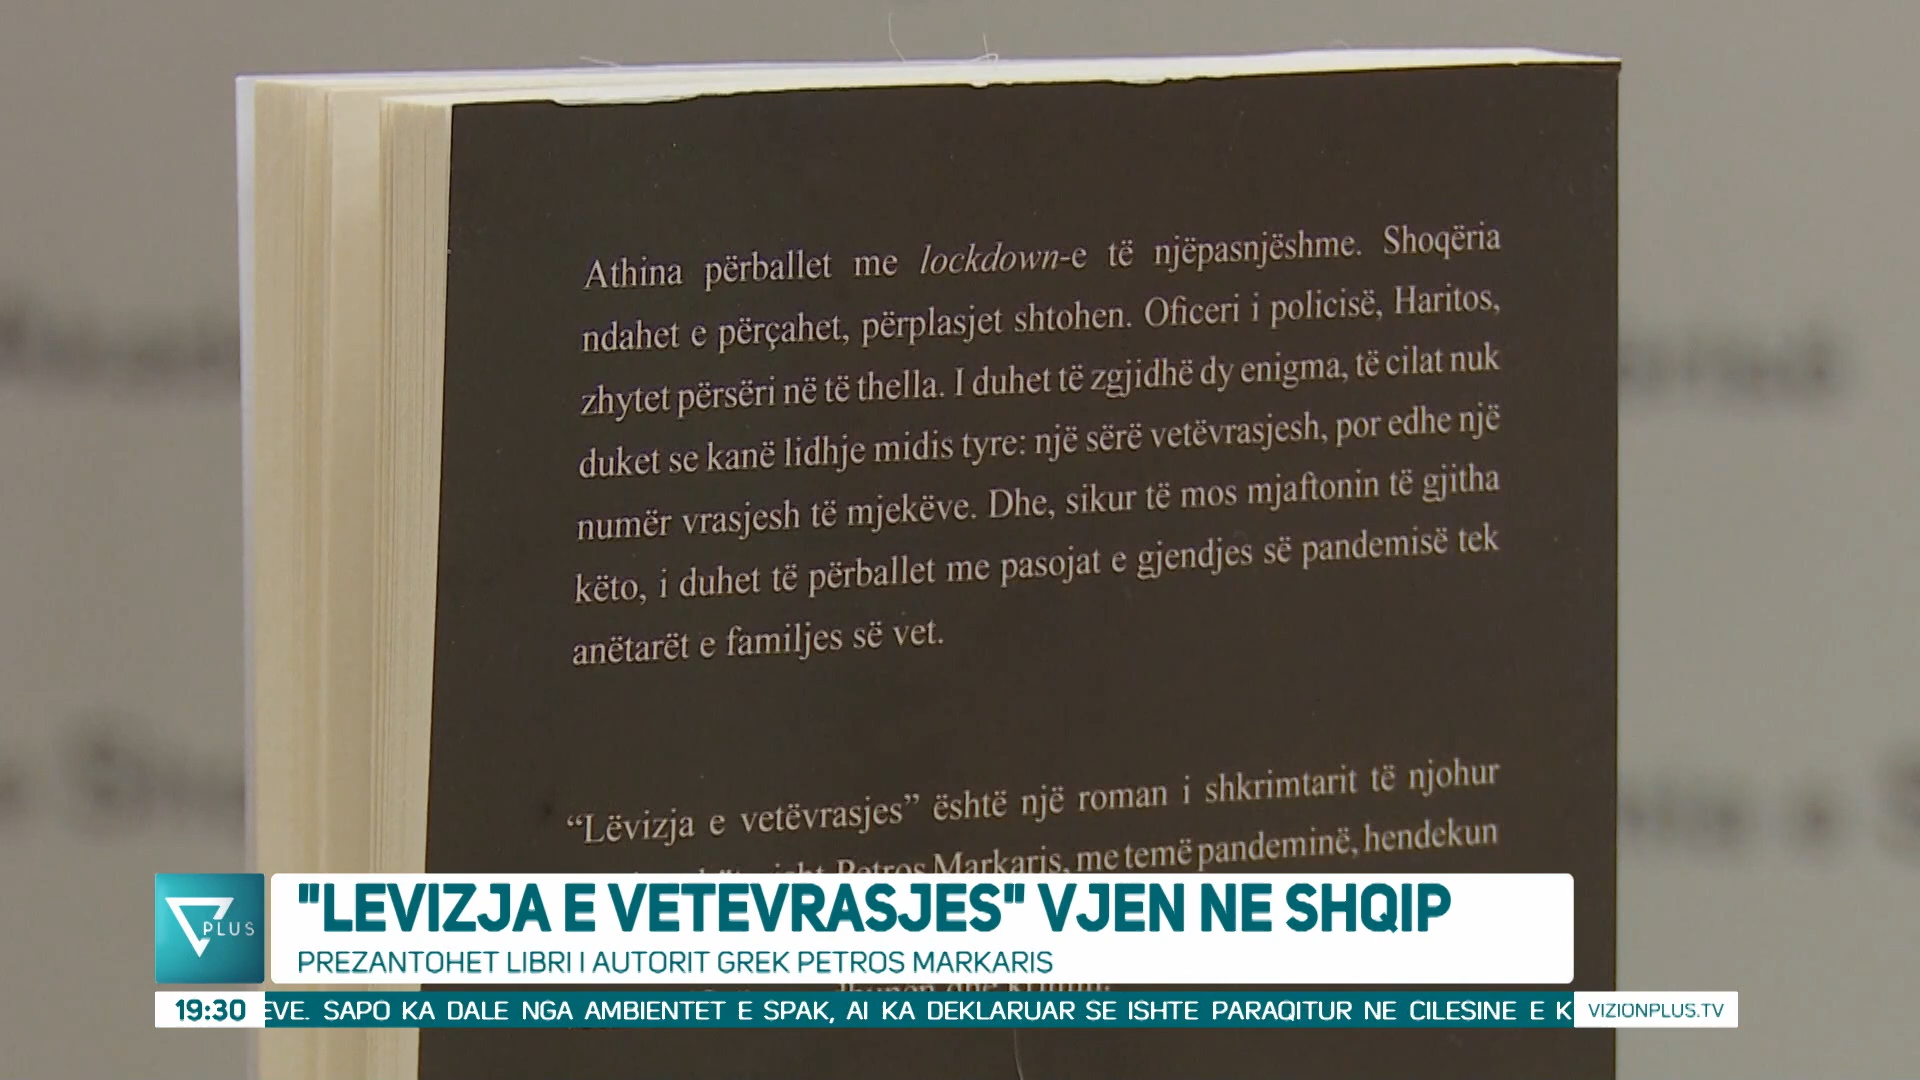 Athina përballet me lockdown-e të njëpasnjëshme. Shoqëria
ndahet e përçahet, përplasjet shtohen. Oficeri i policisë, Haritos,
zhytet përsëri në të thella. I duhet të zgjidhë dy enigma, të cilat nuk
duket se kanë lidhje midis tyre: një sërë vetëvrasjesh, por edhe një
numër vrasjesh të mjekëve. Dhe, sikur të mos mjaftonin të gjitha
këto, i duhet të përballet me pasojat e gjendjes së pandemisë tek
anëtarët e familjes së vet.
“Lëvizja e vetëvrasjes” është një roman i shkrimtarit të njohur
Petros Markaris, me temë pandeminë, hendekun
PLUS
"LEVIZJA E VETEVRASJES" VJEN NE SHQIP
PREZANTOHET LIBRI I AUTORIT GREK PETROS MARKARIS
dhe krimin.
19:30 EVE. SAPO KA DALE NGA AMBIENTET E SPAK, AI KA DEKLARUAR SE ISHTE PARAQITUR NE CILESINE E K VIZIONPLUS.TV